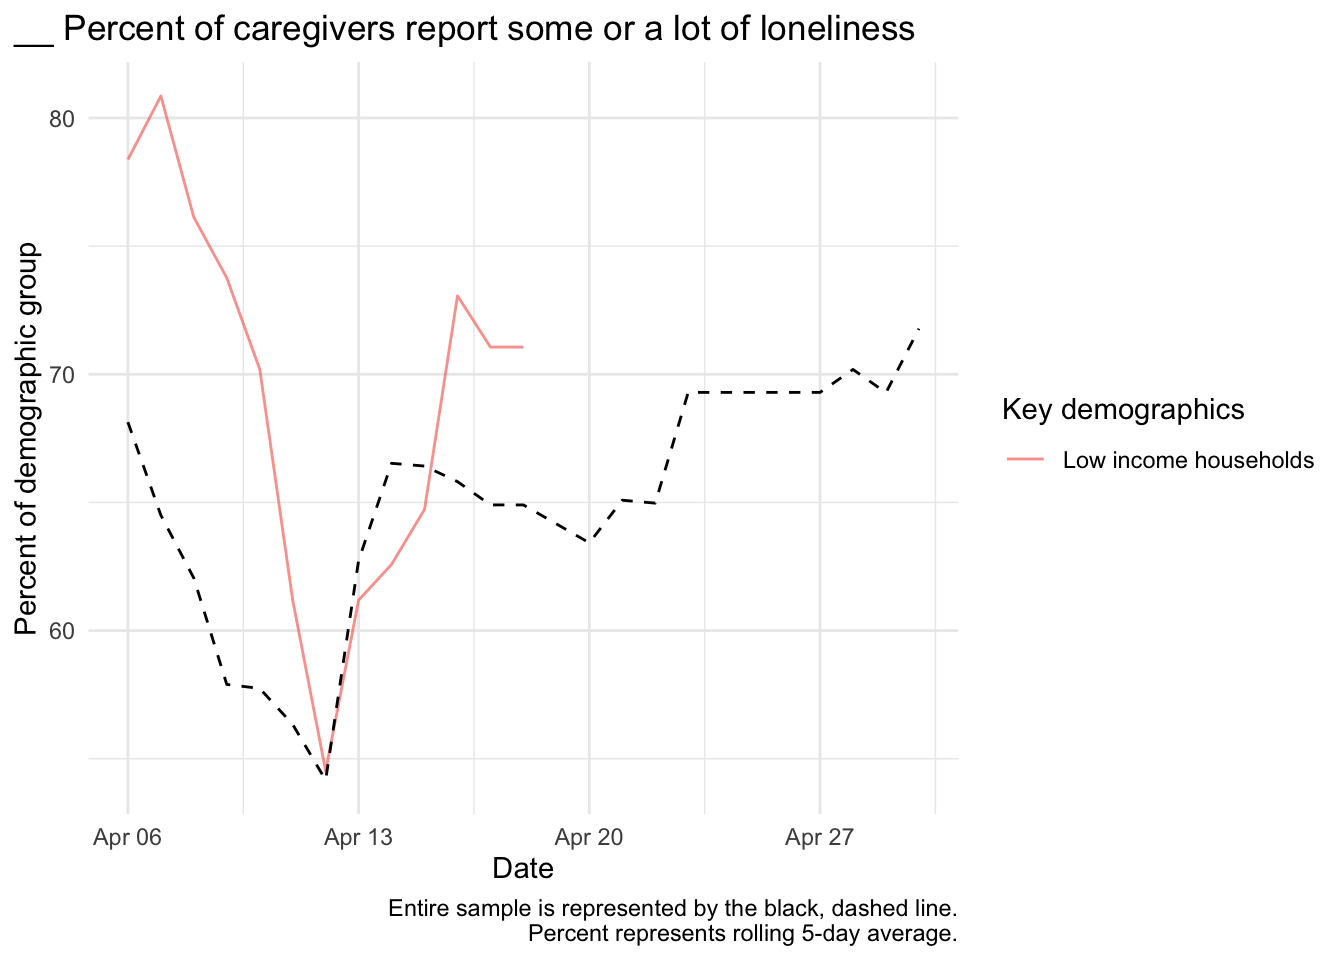 __ Percent of caregivers report some or a lot of loneliness
Percent of demographic group
80
70
60
Apr 06
Apr 13
Apr 20
Apr 27
Date
Key demographics
Low income households
Entire sample is represented by the black, dashed line.
Percent represents rolling 5-day average.